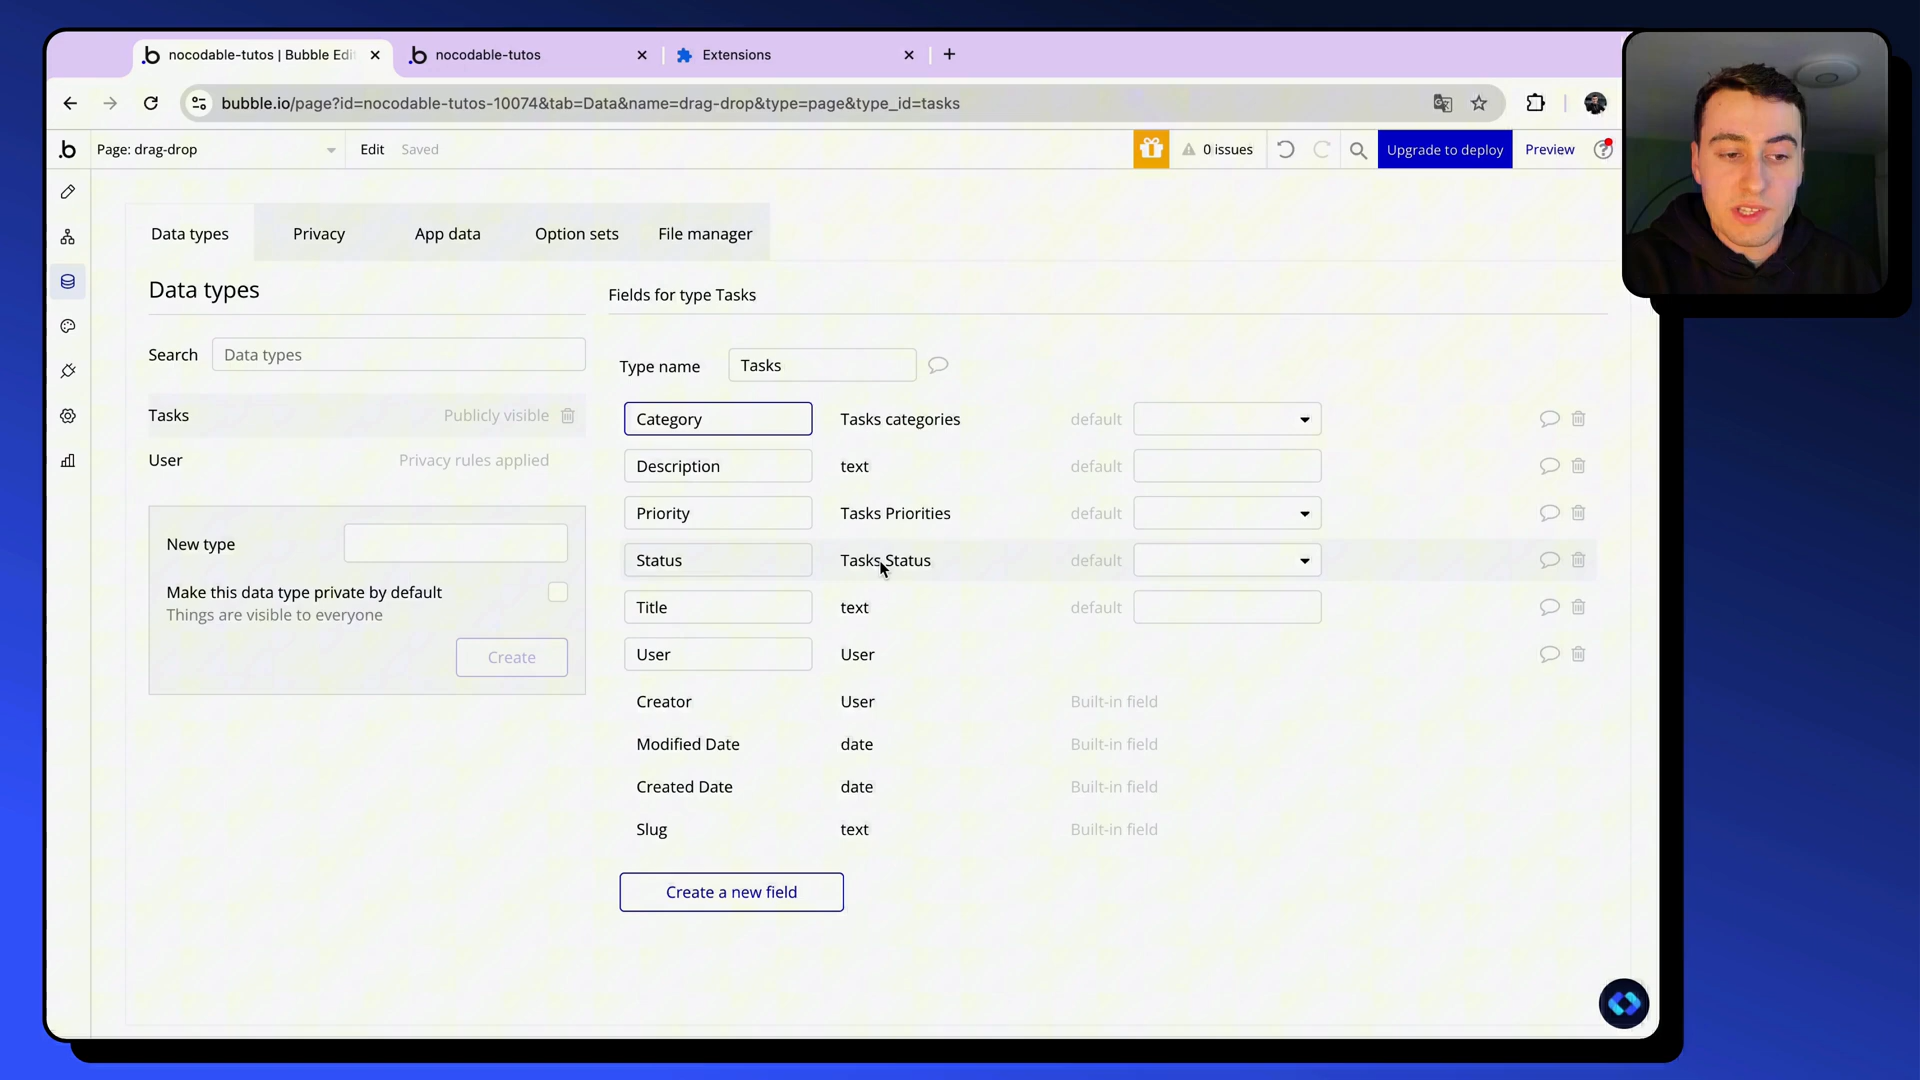 nocodable-tutos | Bubble Edi
nocodable-tutos
Extensions
bubble.io/page?id=nocodable-tutos-10074&tab=Data&name=drag-drop&type=page&type_id=tasks
Page: drag-drop
Edit
Saved
0 issues
Upgrade to deploy
Preview
Data types
Privacy
App data
Option sets
File manager
Data types
Search
Data types
Tasks
Publicly visible
User
Privacy rules applied
New type
Make this data type private by default
Things are visible to everyone
Create
Fields for type Tasks
Type name
Tasks
Category
Tasks categories
default
Description
text
default
Priority
Tasks Priorities
default
Status
Tasks Status
default
Title
text
default
User
User
Creator
User
Built-in field
Modified Date
date
Built-in field
Created Date
date
Built-in field
Slug
text
Built-in field
Create a new field